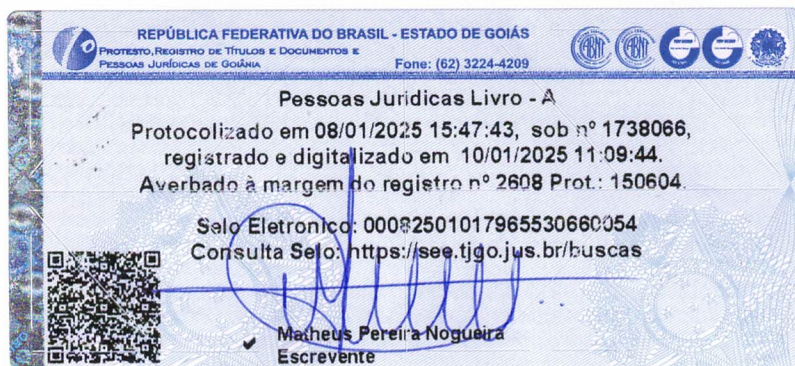 REPÚBLICA FEDERATIVA DO BRASIL - ESTADO DE GOIÁS
PROTESTO, REGISTRO DE TÍTULOS E DOCUMENTOS E
PESSOAS JURÍDICAS DE GOIÂNIA
Fone: (62) 3224-4209
ABNT
ABNT
Pessoas Juridicas Livro - A
Protocolizado em 08/01/2025 15:47:43, sob nº 1738066,
registrado e digitalizado em 10/01/2025 11:09:44.
Averbado à margem do registro nº 2608 Prot.: 150604.
Selo Eletronico: 00082501017965530660054
Consulta Selo: https://see.tjgo.jus.br/buscas
Matheus Pereira Nogueira
Escrevente